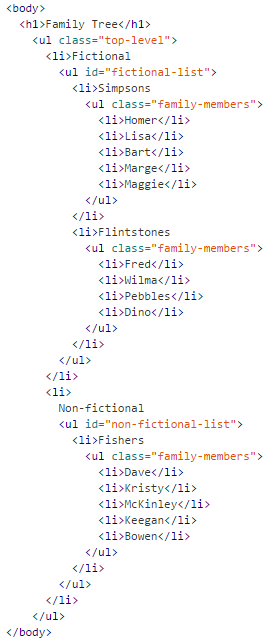 <body>
<h1>Family Tree</h1>
<ul class="top-level">
<li>Fictional
<ul id="fictional-list">
<li>Simpsons
<ul class="family-members">
<li>Homer</li>
<li>Lisa</li>
<li>Bart</li>
<li>Marge</li>
<li>Maggie</li>
</ul>
</li>
<li>Flintstones
<ul class="family-members">
<li>Fred</li>
<li>Wilma</li>
<li>Pebbles</li>
<li>Dino</li>
</ul>
</li>
</ul>
</li>
<li>
Non-fictional
<ul id="non-fictional-list">
<li>Fishers
<ul class="family-members">
<li>Dave</li>
<li>Kristy</li>
<li>McKinley</li>
<li>Keegan</li>
<li>Bowen</li>
</ul>
</li>
</ul>
</li>
</ul>
</body>